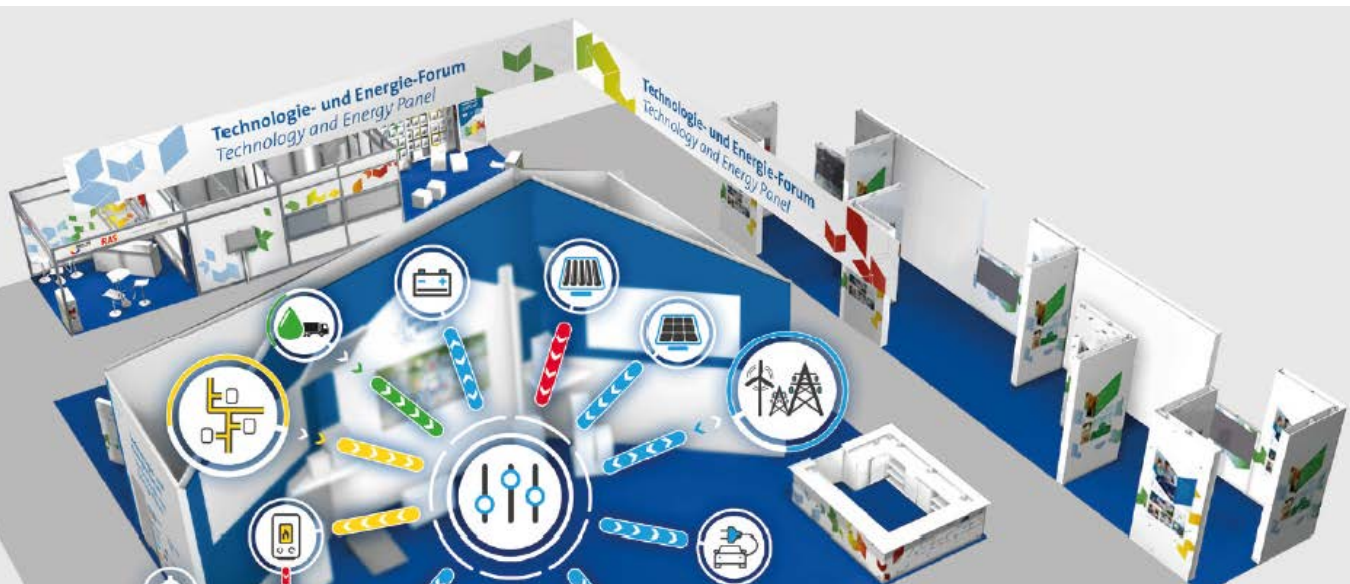 Technologie- und Energie-Forum
Technology and Energy Panel
Technologie- und Energie-Forum
Technology and Energy Panel
RAS